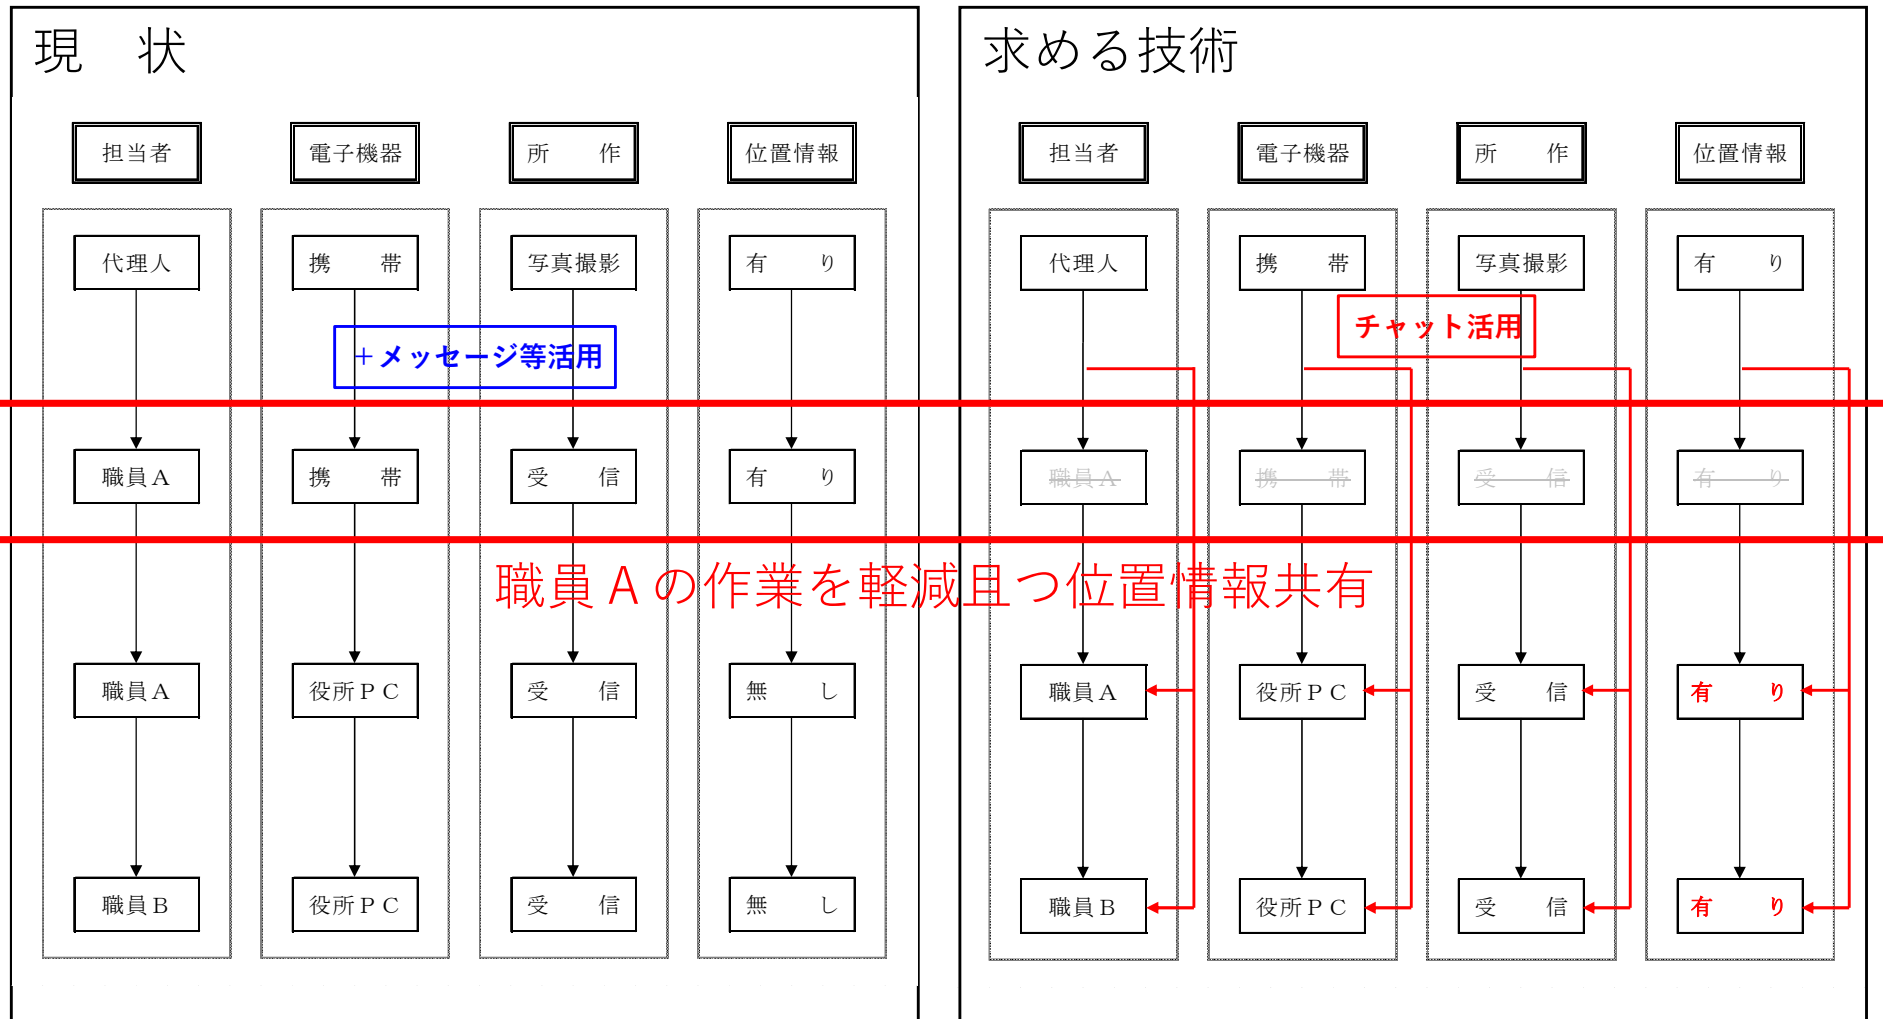 現　状
担当者
電子機器
所　作
位置情報
代理人
携　帯
写真撮影
有　り
＋メッセージ等活用
職員Ａ
携　帯
受　信
有　り
職員Ａ
役所ＰＣ
受　信
無　し
職員Ｂ
役所ＰＣ
受　信
無　し
求める技術
担当者
電子機器
所　作
位置情報
代理人
携　帯
写真撮影
有　り
チャット活用
職員Ａ
携　帯
受　信
有　り
職員Ａ
役所ＰＣ
受　信
有　り
職員Ｂ
役所ＰＣ
受　信
有　り
職員Ａの作業を軽減且つ位置情報共有